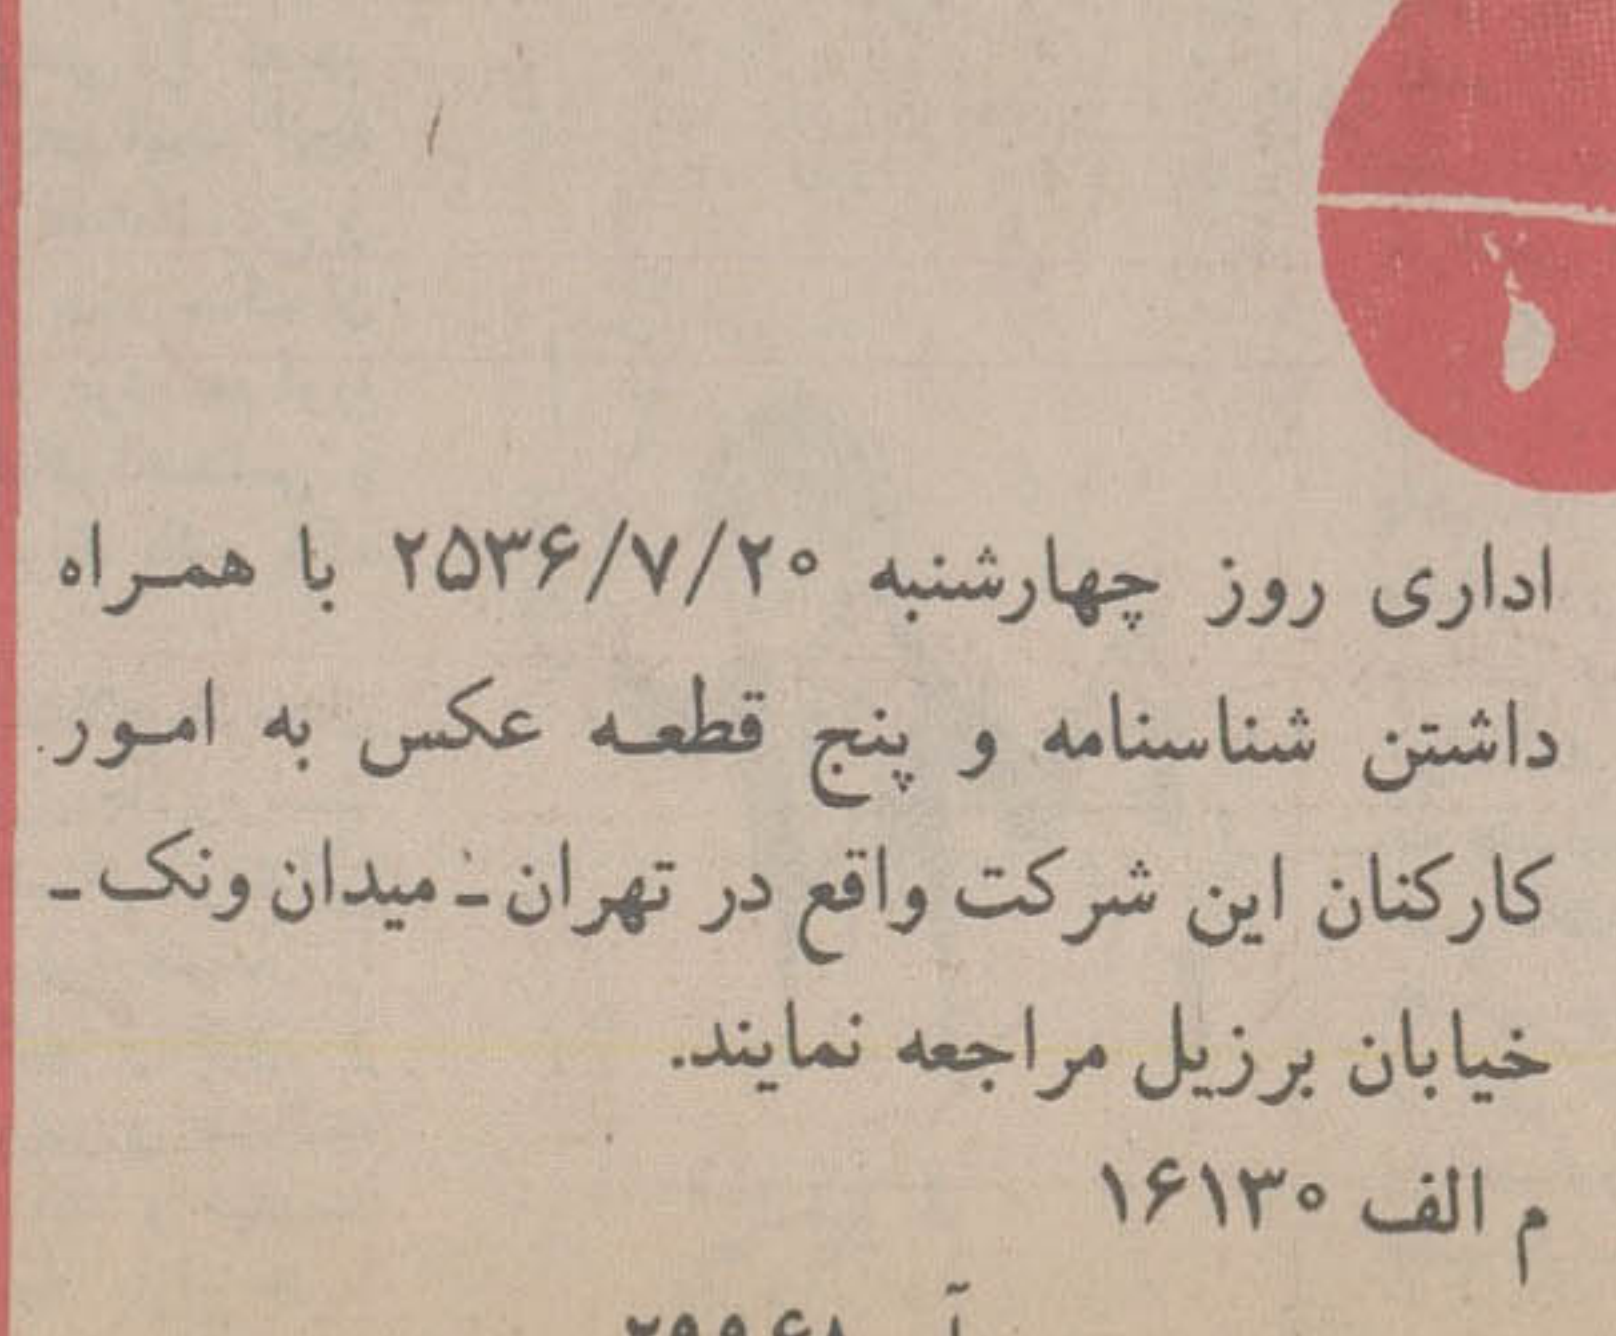 اداری روز چهارشنبه ۲۵۳۶/۷/۲۰ با همراه
داشتن شناسنامه و پنج قطعه عکس به امور
کارکنان این شرکت واقع در تهران ـ میدان ونک ـ
خیابان برزیل مراجعه نمایند.
م الف ۱۶۱۳۰